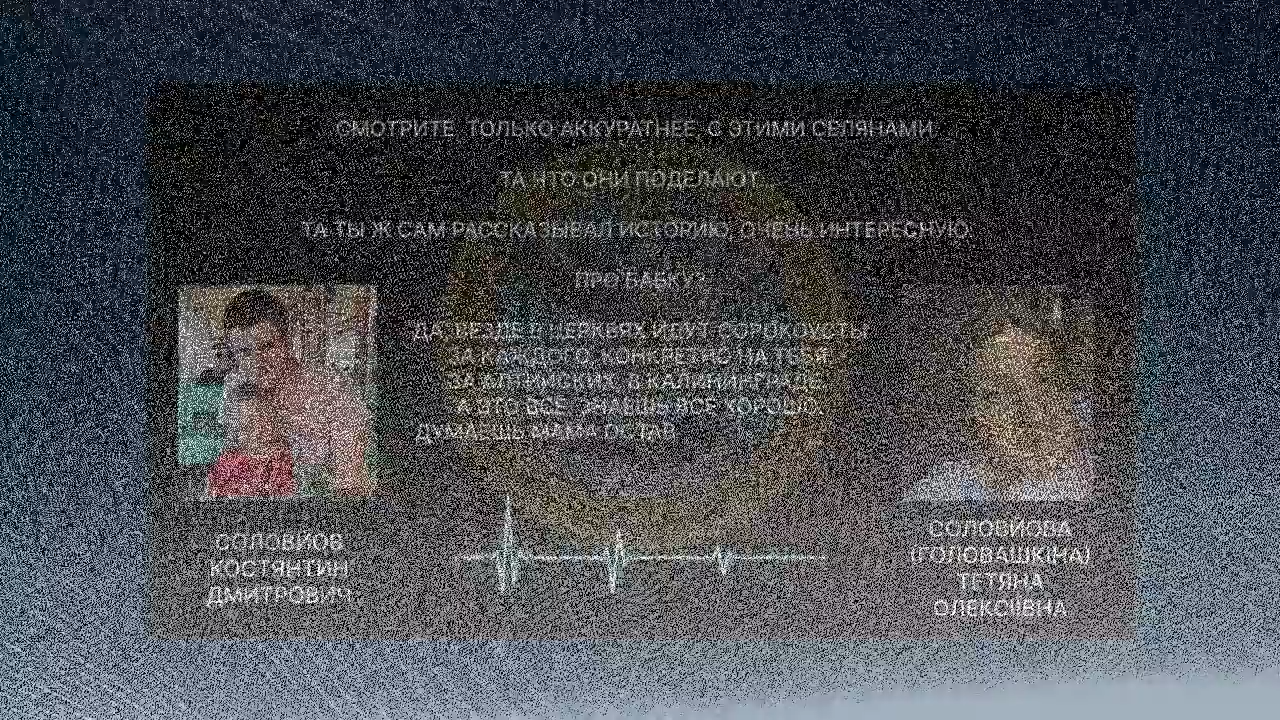 СМОТРИТЕ ТОЛЬКО АККУРАТНЕЕ С ЭТИМИ СЕЛЯНАМИ
ТА ЧТО ОНИ ПОДЕЛАЮТ
ТА ТЫ Ж САМ РАССКАЗЫВАЛ ИСТОРИЮ, ОЧЕНЬ ИНТЕРЕСНУЮ.
ПРО БАБКУ?
ДА, ВЕЗДЕ В ЦЕРКВЯХ ИДУТ СОРОКОУСТЫ
ЗА КАЖДОГО, КОНКРЕТНО НА ТЕБЯ
ЗА В КАЛИНИНГРАДЕ.
А ЭТО ВСЕ, ЗНАЕШЬ ВСЕ ХОРОШО,
ДУМАЕШЬ МАМА ОСТАВ
СОЛОВЙОВ
КОСТЯНТИН
ДМИТРОВИЧ
СОЛОВЙОВА
(ГОЛОВАШКІНА)
ТЕТЯНА
ОЛЕКСІЇВНА